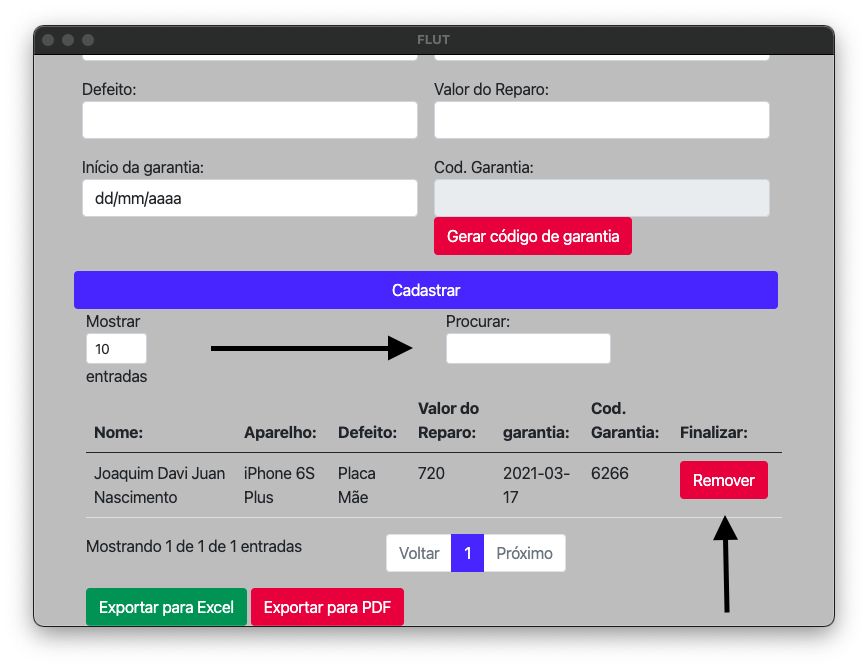 FLUT
Defeito:
Valor do Reparo:
Início da garantia:
Cod. Garantia:
dd/mm/aaaa
Gerar código de garantia
Cadastrar
Mostrar
Procurar:
10
entradas
Nome:
Aparelho:
Defeito:
Valor do
Reparo:
garantia:
Cod.
Garantia:
Finalizar:
Joaquim Davi Juan
Nascimento
iPhone 6S
Plus
Placa
Mãe
720
2021-03-
17
6266
Remover
Mostrando 1 de 1 de 1 entradas
Voltar
1
Próximo
Exportar para Excel
Exportar para PDF